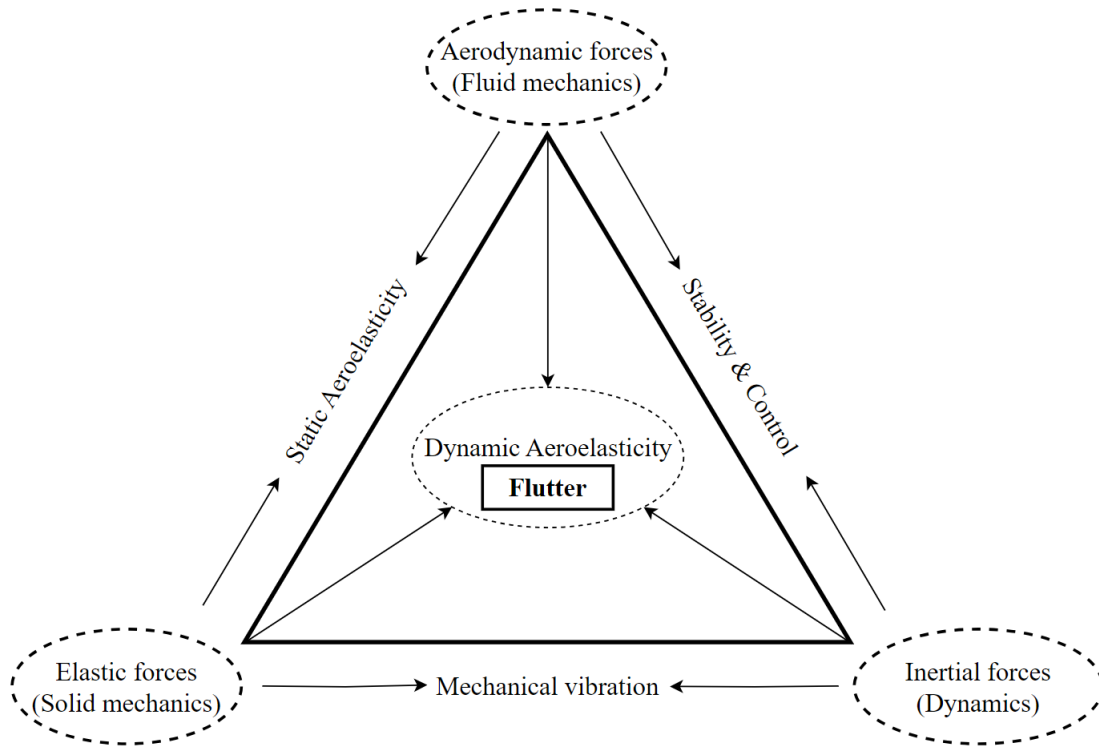 Aerodynamic forces
(Fluid mechanics)
Static Aeroelasticity
Stability & Control
Dynamic Aeroelasticity
Flutter
Elastic forces
(Solid mechanics)
Mechanical vibration
Inertial forces
(Dynamics)